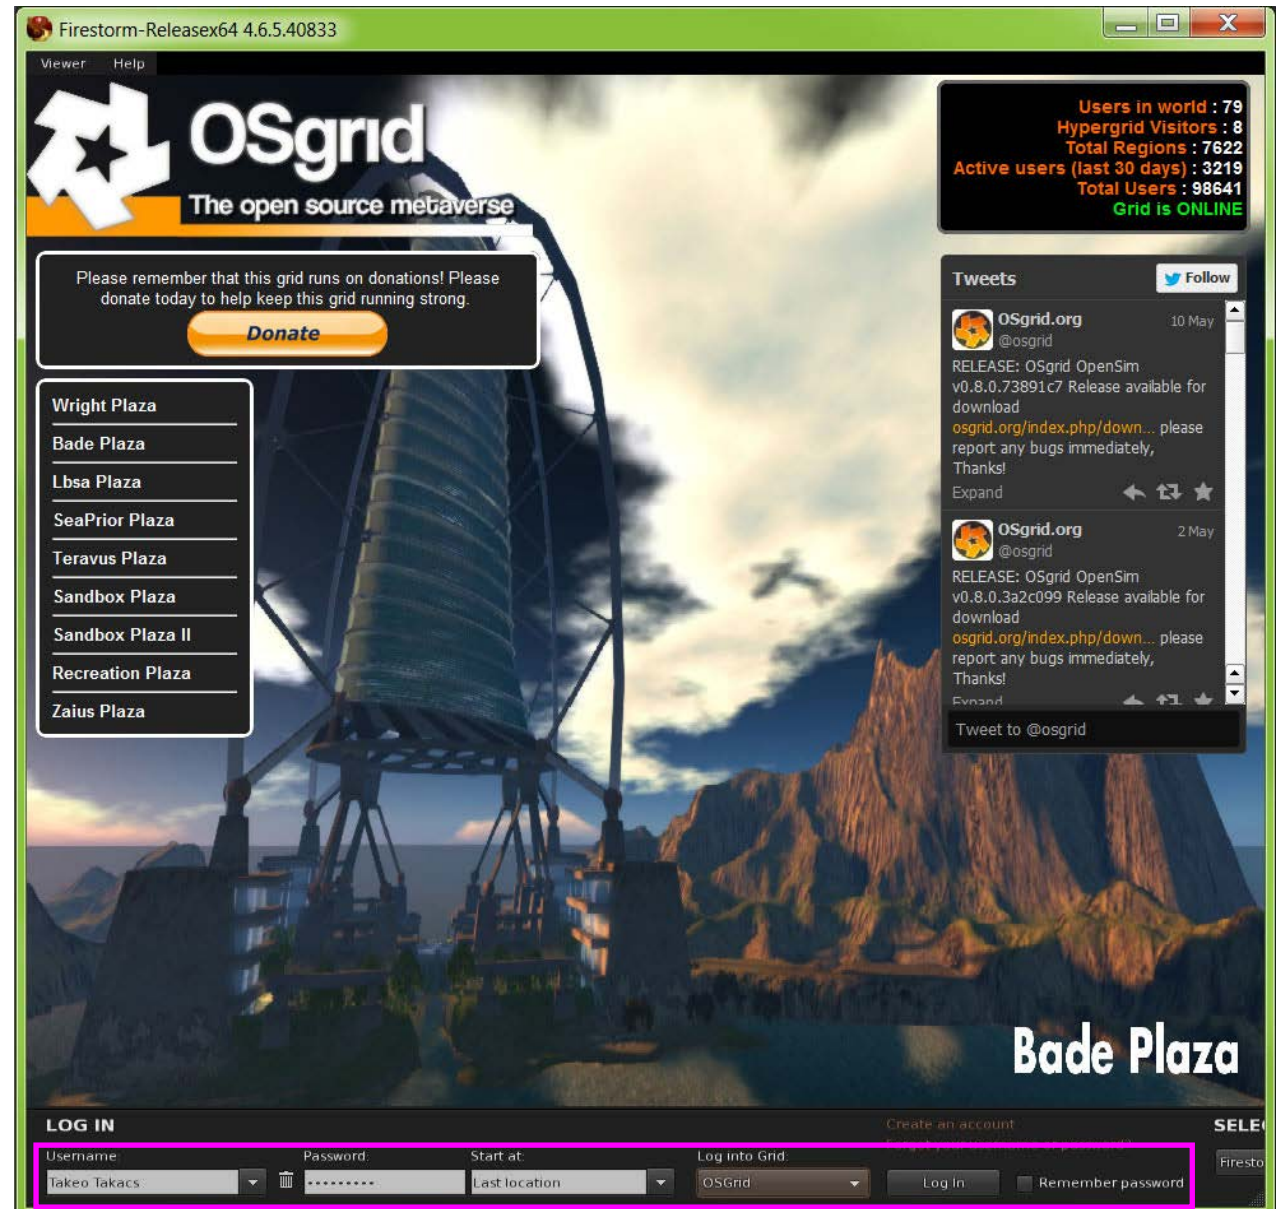 Firestorm-Releasex64 4.6.5.40833
Viewer Help
OSgrid
The open source metaverse
Users in world : 79
Hypergrid Visitors : 8
Total Regions : 7622
Active users (last 30 days) : 3219
Total Users : 98641
Grid is ONLINE
Please remember that this grid runs on donations! Please
donate today to help keep this grid running strong.
Donate
Wright Plaza
Bade Plaza
Lbsa Plaza
SeaPrior Plaza
Teravus Plaza
Sandbox Plaza
Sandbox Plaza II
Recreation Plaza
Zaius Plaza
Tweets
Follow
OSgrid.org 10 May
@osgrid
RELEASE: OSgrid OpenSim
v0.8.0.73891c7 Release available for
download
osgrid.org/index.php/down... please
report any bugs immediately,
Thanks!
Expand
OSgrid.org 2 May
@osgrid
RELEASE: OSgrid OpenSim
v0.8.0.3a2c099 Release available for
download
osgrid.org/index.php/down... please
report any bugs immediately,
Thanks!
Expand
Tweet to @osgrid
Bade Plaza
LOG IN
Create an account
SELE
Username:
Password:
Start at:
Log into Grid:
Takeo Takacs
Last location
OSGrid
Log In
Remember password
Firesto